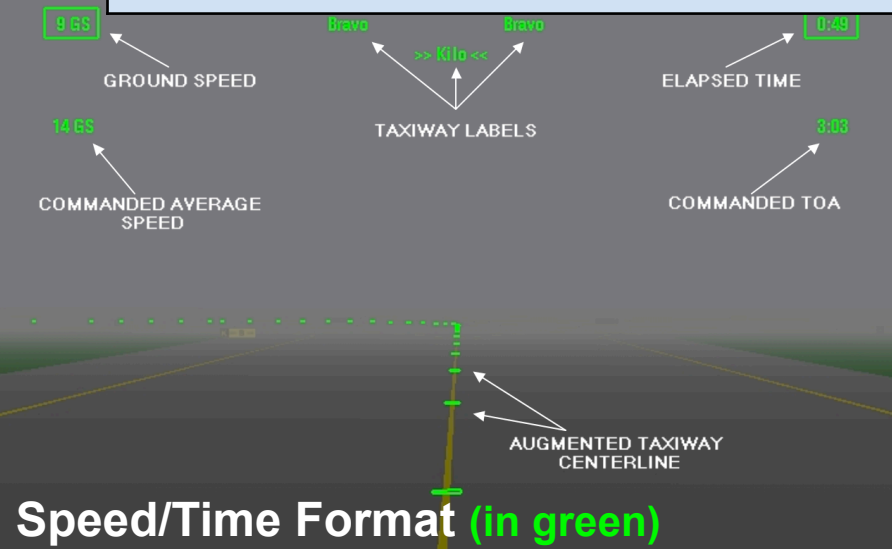 9 GS
Bravo
Bravo
0:49
>> Kilo <<
GROUND SPEED
ELAPSED TIME
14 GS
TAXIWAY LABELS
3:03
COMMANDED AVERAGE
SPEED
COMMANDED TOA
AUGMENTED TAXIWAY
CENTERLINE
Speed/Time Format (in green)